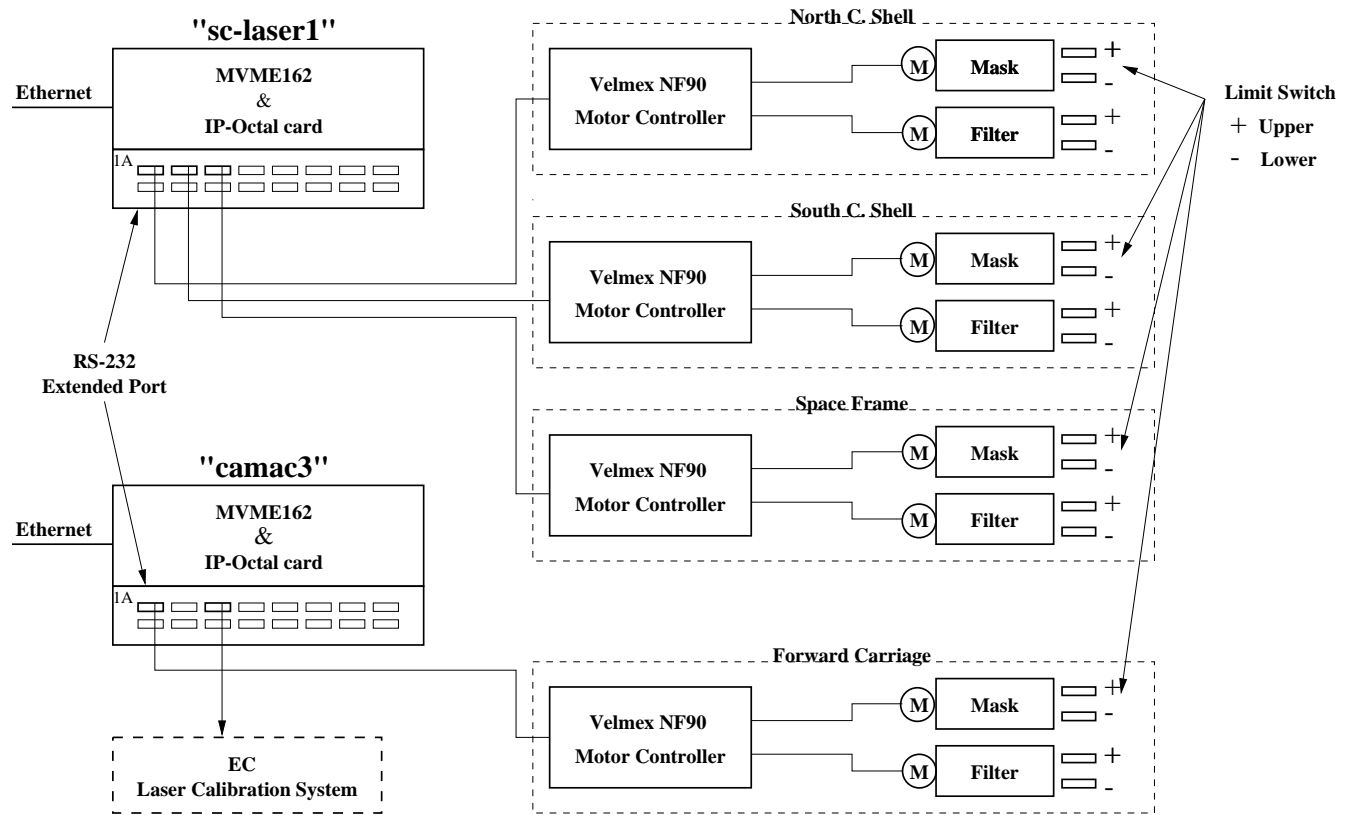 "sc-laser1"
MVME162
&
IP-Octal card
Ethernet
1A
RS-232
Extended Port
"camac3"
MVME162
&
IP-Octal card
Ethernet
1A
EC
Laser Calibration System
North C. Shell
Velmex NF90
Motor Controller
M
Mask
+
-
M
Filter
+
-
South C. Shell
Velmex NF90
Motor Controller
M
Mask
+
-
M
Filter
+
-
Space Frame
Velmex NF90
Motor Controller
M
Mask
+
-
M
Filter
+
-
Forward Carriage
Velmex NF90
Motor Controller
M
Mask
+
-
M
Filter
+
-
Limit Switch
+ Upper
- Lower